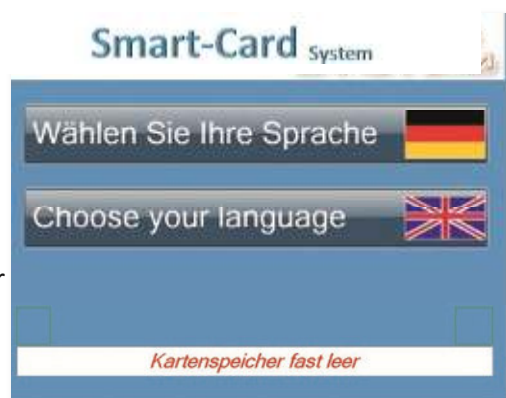 Smart-Card System
Wählen Sie Ihre Sprache
Choose your language
r
Kartenspeicher fast leer